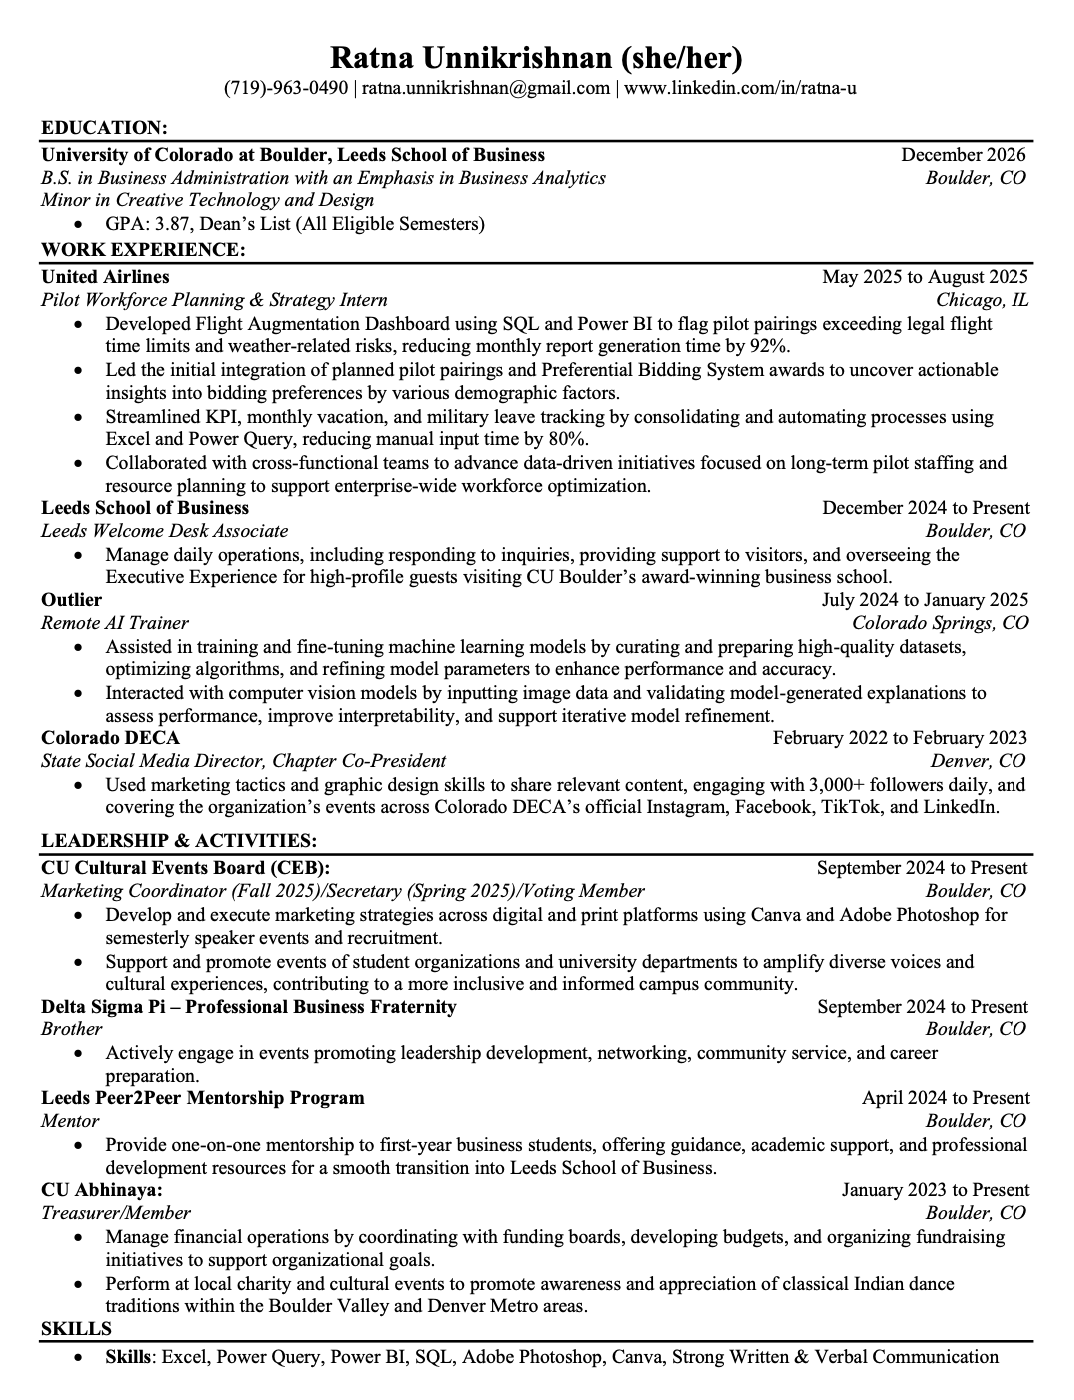 Ratna Unnikrishnan (she/her)
(719)-963-0490 | ratna.unnikrishnan@gmail.com | www.linkedin.com/in/ratna-u
EDUCATION:
University of Colorado at Boulder, Leeds School of Business December 2026
B.S. in Business Administration with an Emphasis in Business Analytics Boulder, CO
Minor in Creative Technology and Design
• GPA: 3.87, Dean’s List (All Eligible Semesters)
WORK EXPERIENCE:
United Airlines May 2025 to August 2025
Pilot Workforce Planning & Strategy Intern Chicago, IL
• Developed Flight Augmentation Dashboard using SQL and Power BI to flag pilot pairings exceeding legal flight
time limits and weather-related risks, reducing monthly report generation time by 92%.
• Led the initial integration of planned pilot pairings and Preferential Bidding System awards to uncover actionable
insights into bidding preferences by various demographic factors.
• Streamlined KPI, monthly vacation, and military leave tracking by consolidating and automating processes using
Excel and Power Query, reducing manual input time by 80%.
• Collaborated with cross-functional teams to advance data-driven initiatives focused on long-term pilot staffing and
resource planning to support enterprise-wide workforce optimization.
Leeds School of Business December 2024 to Present
Leeds Welcome Desk Associate Boulder, CO
• Manage daily operations, including responding to inquiries, providing support to visitors, and overseeing the
Executive Experience for high-profile guests visiting CU Boulder’s award-winning business school.
Outlier July 2024 to January 2025
Remote AI Trainer Colorado Springs, CO
• Assisted in training and fine-tuning machine learning models by curating and preparing high-quality datasets,
optimizing algorithms, and refining model parameters to enhance performance and accuracy.
• Interacted with computer vision models by inputting image data and validating model-generated explanations to
assess performance, improve interpretability, and support iterative model refinement.
Colorado DECA February 2022 to February 2023
State Social Media Director, Chapter Co-President Denver, CO
• Used marketing tactics and graphic design skills to share relevant content, engaging with 3,000+ followers daily, and
covering the organization’s events across Colorado DECA’s official Instagram, Facebook, TikTok, and LinkedIn.
LEADERSHIP & ACTIVITIES:
CU Cultural Events Board (CEB): September 2024 to Present
Marketing Coordinator (Fall 2025)/Secretary (Spring 2025)/Voting Member Boulder, CO
• Develop and execute marketing strategies across digital and print platforms using Canva and Adobe Photoshop for
semesterly speaker events and recruitment.
• Support and promote events of student organizations and university departments to amplify diverse voices and
cultural experiences, contributing to a more inclusive and informed campus community.
Delta Sigma Pi – Professional Business Fraternity September 2024 to Present
Brother Boulder, CO
• Actively engage in events promoting leadership development, networking, community service, and career
preparation.
Leeds Peer2Peer Mentorship Program April 2024 to Present
Mentor Boulder, CO
• Provide one-on-one mentorship to first-year business students, offering guidance, academic support, and professional
development resources for a smooth transition into Leeds School of Business.
CU Abhinaya: January 2023 to Present
Treasurer/Member Boulder, CO
• Manage financial operations by coordinating with funding boards, developing budgets, and organizing fundraising
initiatives to support organizational goals.
• Perform at local charity and cultural events to promote awareness and appreciation of classical Indian dance
traditions within the Boulder Valley and Denver Metro areas.
SKILLS
• Skills: Excel, Power Query, Power BI, SQL, Adobe Photoshop, Canva, Strong Written & Verbal Communication